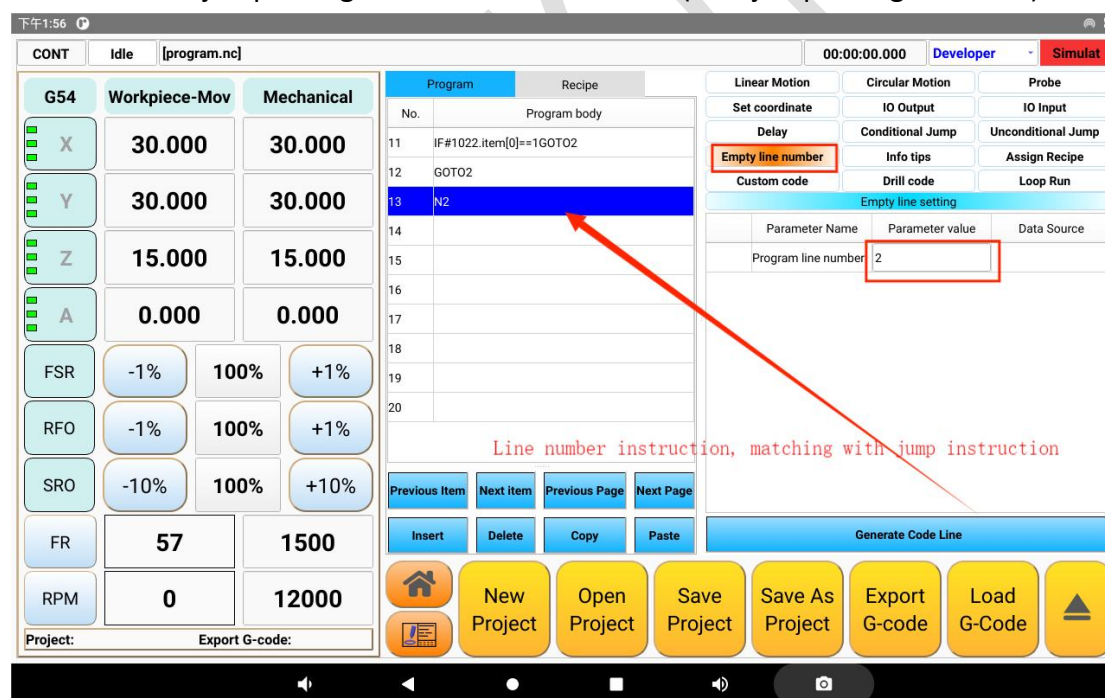 下午1:56
CONT Idle [program.nc] 00:00:00.000 Developer Simulat
G54 Workpiece-Mov Mechanical
X 30.000 30.000
Y 30.000 30.000
Z 15.000 15.000
A 0.000 0.000
FSR -1% 100% +1%
RFO -1% 100% +1%
SRO -10% 100% +10%
FR 57 1500
RPM 0 12000
Project: Export G-code:
Program Recipe
No. Program body
11 IF#1022.item[0]==1GOTO2
12 GOTO2
13 N2
14
15
16
17
18
19
20
Previous Item Next item Previous Page Next Page
Insert Delete Copy Paste
Linear Motion Circular Motion Probe
Set coordinate IO Output IO Input
Delay Conditional Jump Unconditional Jump
Empty line number Info tips Assign Recipe
Custom code Drill code Loop Run
Empty line setting
Parameter Name Parameter value Data Source
Program line number 2
Line number instruction, matching with jump instruction
Generate Code Line
New Project Open Project Save Project Save As Project Export G-code Load G-Code